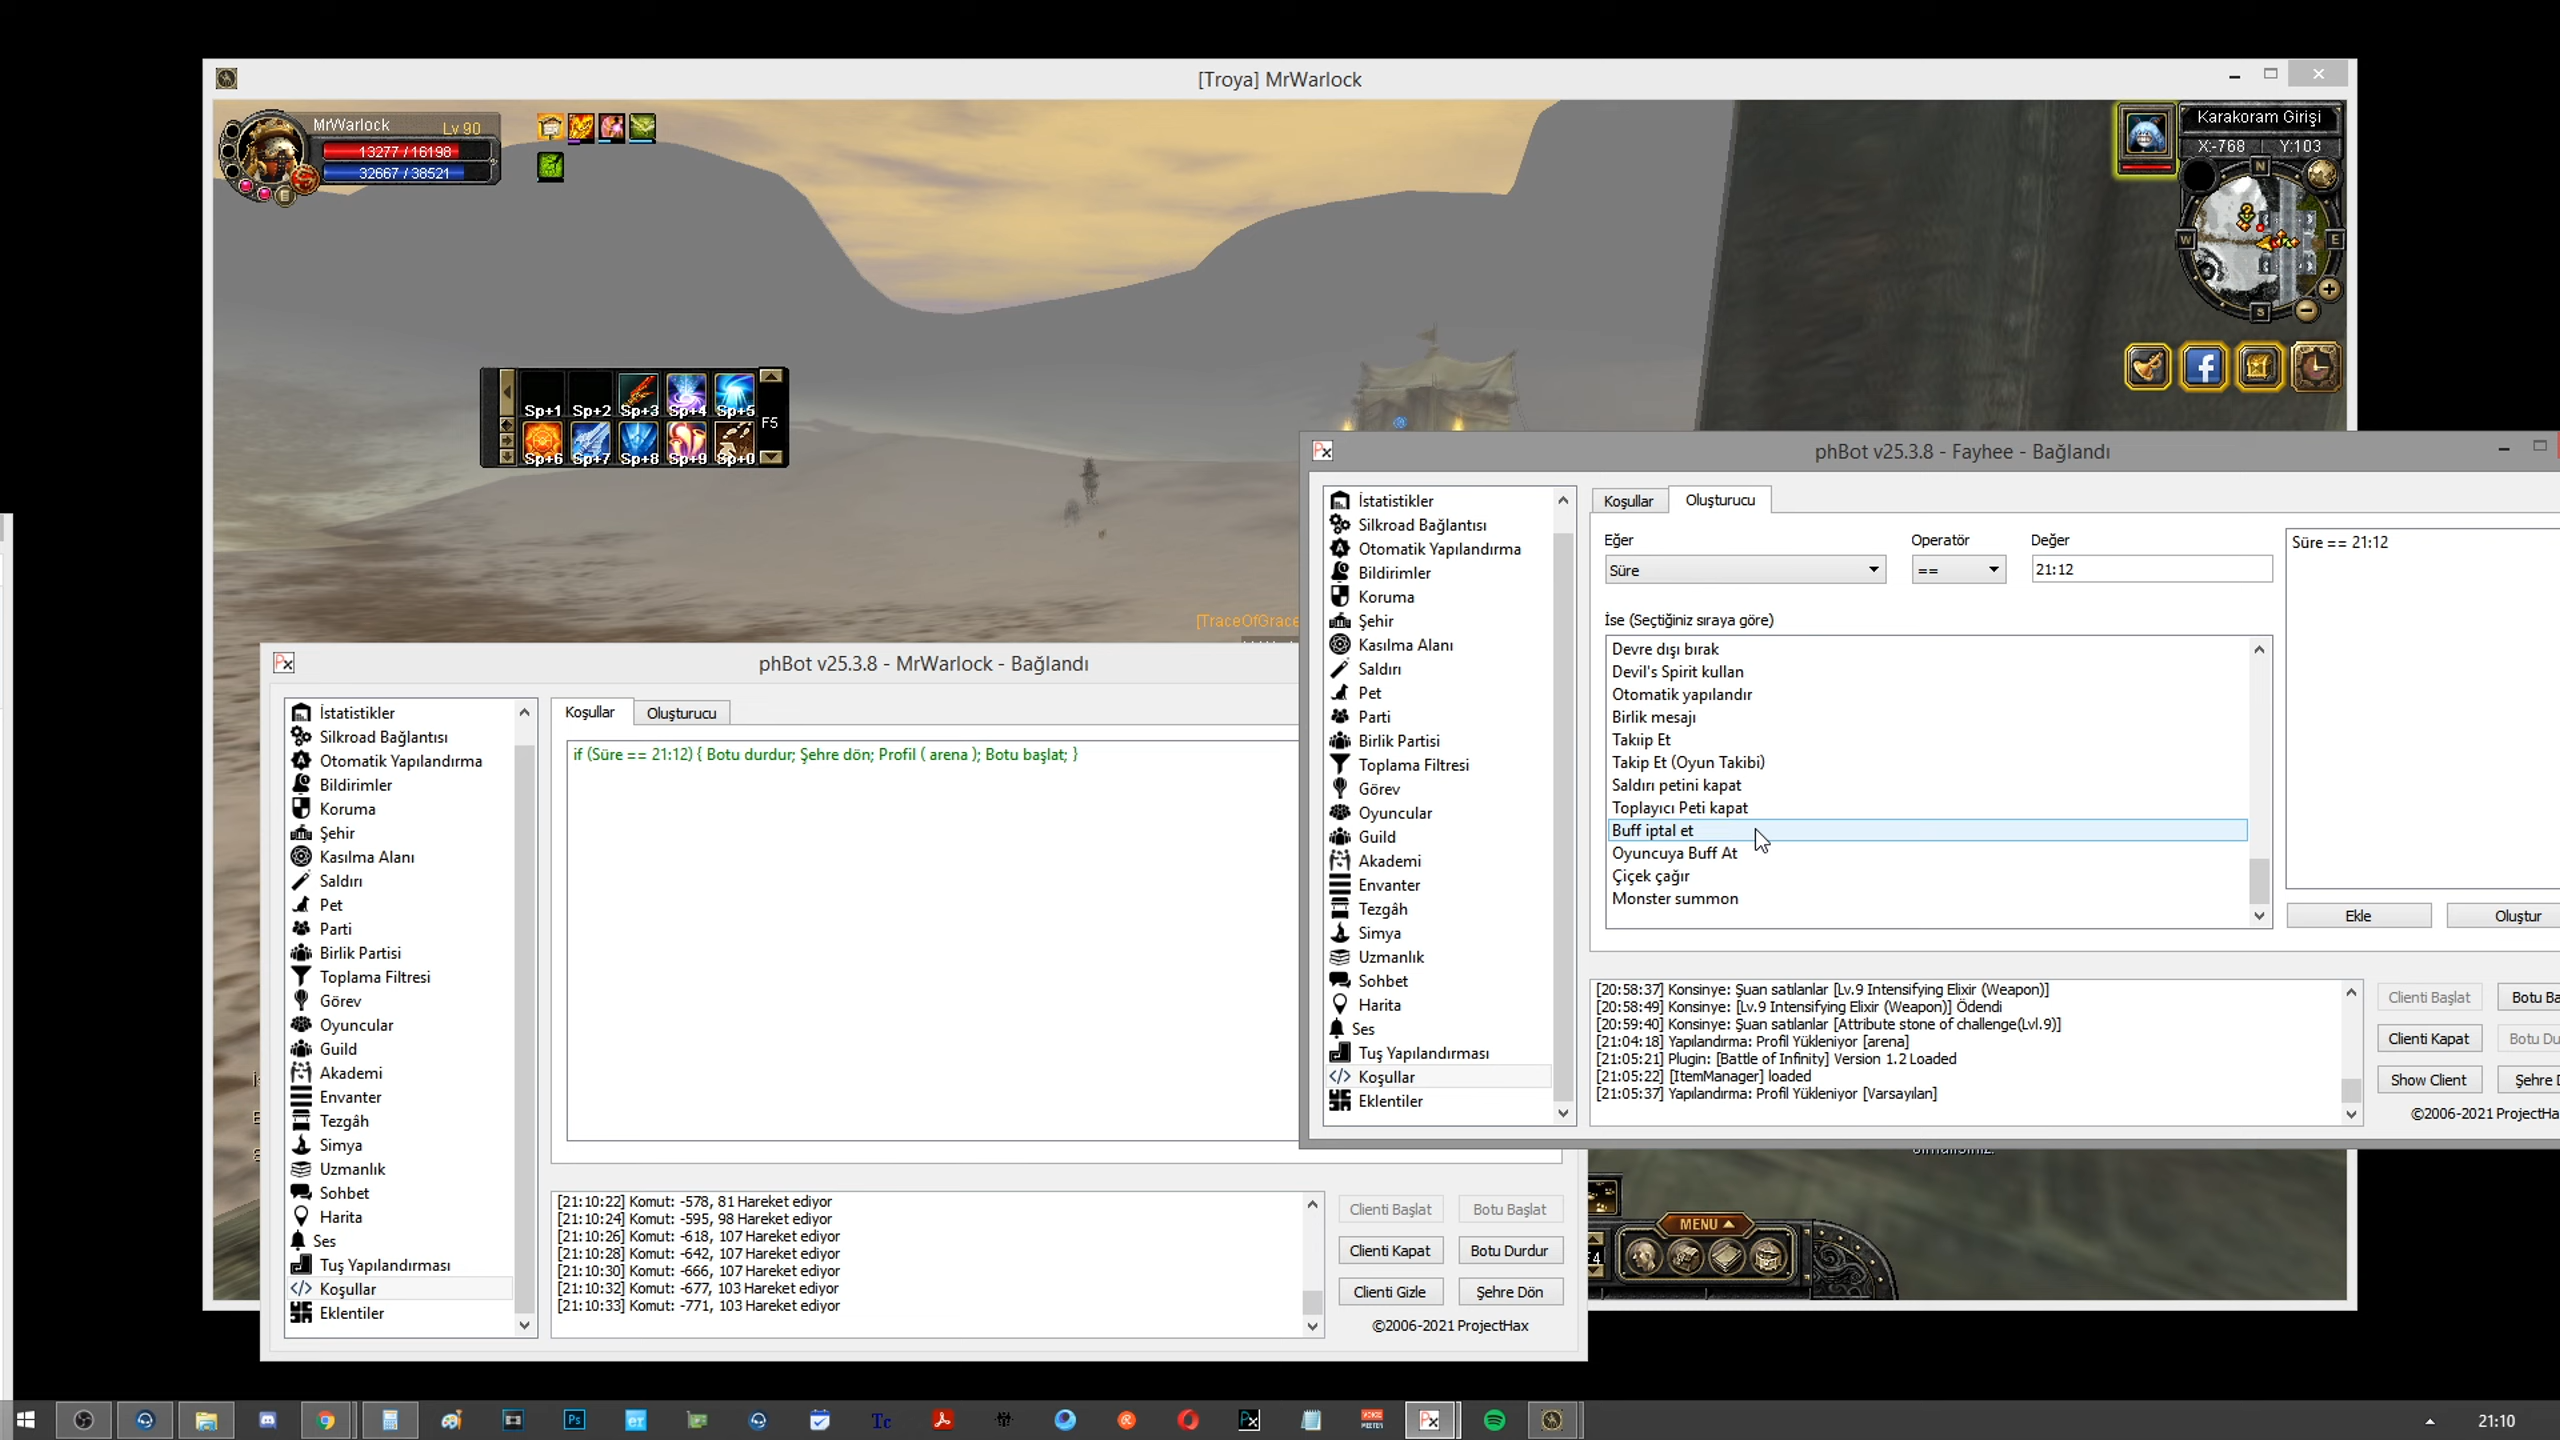 [Troya] MrWarlock
MrWarlock
Lv 90
13277 / 16198
32667 / 38521
E
Karakoram Girişi
X:-768
Y:103
N
W
E
S
Sp+1 Sp+2 Sp+3 Sp+4 Sp+5
F5
Sp+6 Sp+7 Sp+8 Sp+9 Sp+0
[TraceOfGrace
phBot v25.3.8 - Fayhee - Bağlandı
İstatistikler
Silkroad Bağlantısı
Otomatik Yapılandırma
Bildirimler
Koruma
Şehir
Kasılma Alanı
Saldırı
Pet
Parti
Birlik Partisi
Toplama Filtresi
Görev
Oyuncular
Guild
Akademi
Envanter
Tezgâh
Simya
Uzmanlık
Sohbet
Harita
Ses
Tuş Yapılandırması
Koşullar
Eklentiler
Koşullar
Oluşturucu
Eğer
Operatör
Değer
Süre
==
21:12
Süre == 21:12
İse (Seçtiğiniz sıraya göre)
Devre dışı bırak
Devil's Spirit kullan
Otomatik yapılandır
Birlik mesajı
Takiip Et
Takip Et (Oyun Takibi)
Saldırı petini kapat
Toplayıcı Peti kapat
Buff iptal et
Oyuncuya Buff At
Çiçek çağır
Monster summon
Ekle
Oluştur
[20:58:37] Konsinye: Şuan satılanlar [Lv.9 Intensifying Elixir (Weapon)]
[20:58:49] Konsinye: [Lv.9 Intensifying Elixir (Weapon)] Ödendi
[20:59:40] Konsinye: Şuan satılanlar [Attribute stone of challenge(Lvl.9)]
[21:04:18] Yapılandırma: Profil Yükleniyor [arena]
[21:05:21] Plugin: [Battle of Infinity] Version 1.2 Loaded
[21:05:22] [ItemManager] loaded
[21:05:37] Yapılandırma: Profil Yükleniyor [Varsayılan]
Clienti Başlat
Botu Ba
Clienti Kapat
Botu Du
Show Client
Şehre D
©2006-2021 ProjectHa
phBot v25.3.8 - MrWarlock - Bağlandı
İstatistikler
Silkroad Bağlantısı
Otomatik Yapılandırma
Bildirimler
Koruma
Şehir
Kasılma Alanı
Saldırı
Pet
Parti
Birlik Partisi
Toplama Filtresi
Görev
Oyuncular
Guild
Akademi
Envanter
Tezgâh
Simya
Uzmanlık
Sohbet
Harita
Ses
Tuş Yapılandırması
Koşullar
Eklentiler
Koşullar
Oluşturucu
if (Süre == 21:12) { Botu durdur; Şehre dön; Profil ( arena ); Botu başlat; }
[21:10:22] Komut: -578, 81 Hareket ediyor
[21:10:24] Komut: -595, 98 Hareket ediyor
[21:10:26] Komut: -618, 107 Hareket ediyor
[21:10:28] Komut: -642, 107 Hareket ediyor
[21:10:30] Komut: -666, 107 Hareket ediyor
[21:10:32] Komut: -677, 103 Hareket ediyor
[21:10:33] Komut: -771, 103 Hareket ediyor
Clienti Başlat
Botu Başlat
Clienti Kapat
Botu Durdur
Clienti Gizle
Şehre Dön
©2006-2021 ProjectHax
MENU
Ps
er
Tc
21:10